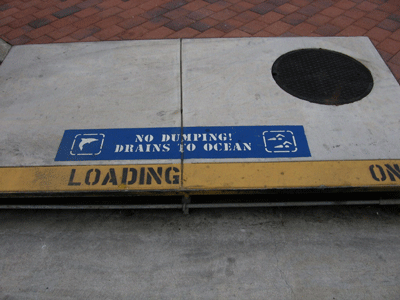 NO DUMPING!
DRAINS TO OCEAN
LOADING ON